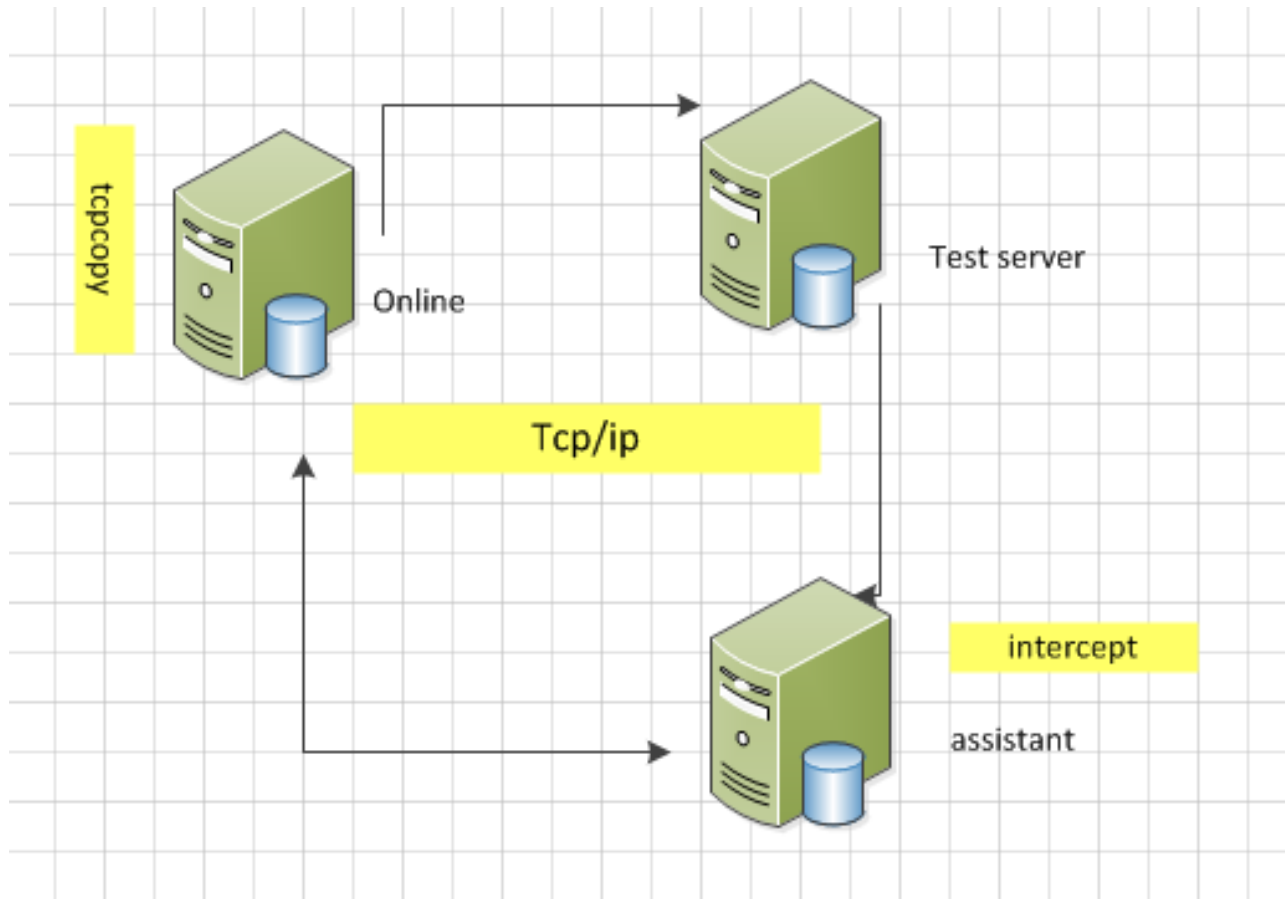 tcpcopy
Online
Test server
Tcp/ip
intercept
assistant